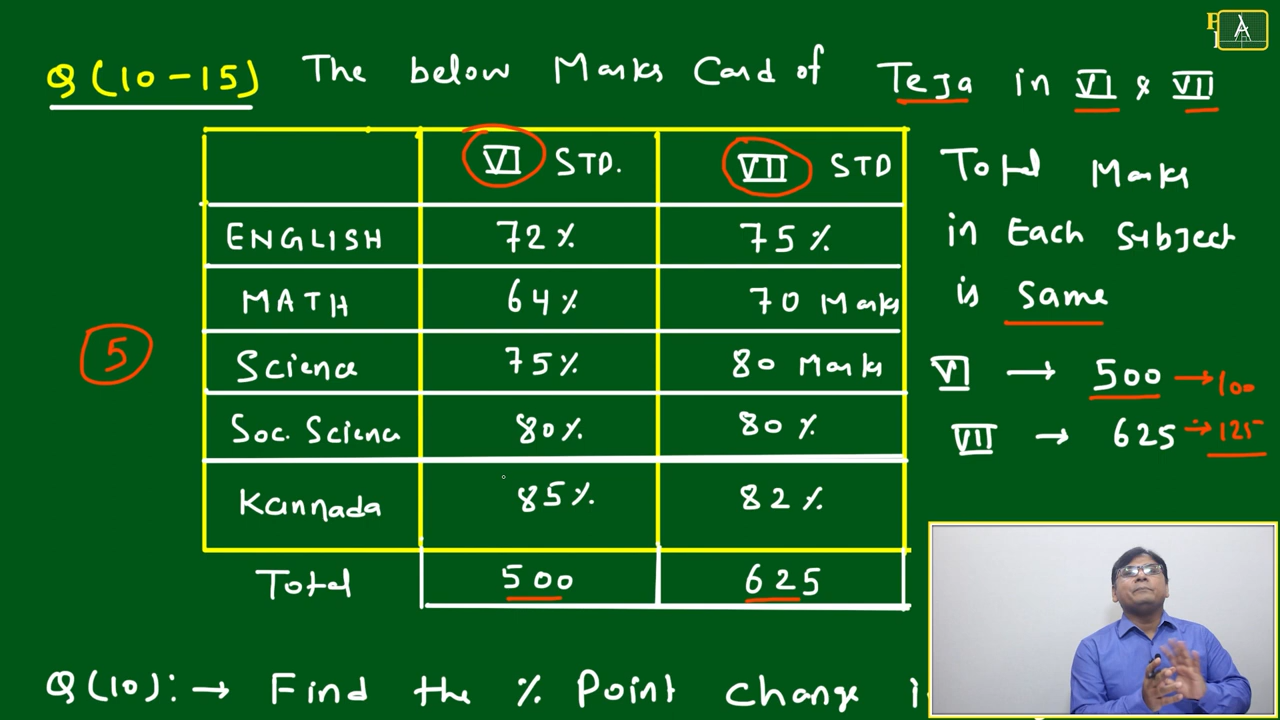 Q (10-15) The below Marks Card of Teja in VI & VII
VI STD. VII STD
ENGLISH 72% 75%
MATH 64% 70 Marks
Science 75% 80 Marks
Soc. Scienc 80% 80%
Kannada 85% 82%
Total 500 625
5
Total Marks
in Each Subject
is Same
VI → 500 → 100
VII → 625 → 125
Q (10): → Find the % Point change i